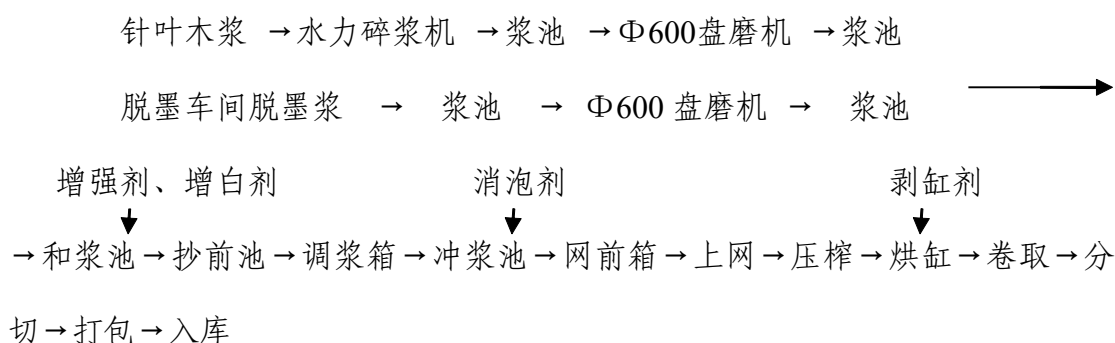 针叶木浆 →水力碎浆机 →浆池 →Φ600盘磨机 →浆池
脱墨车间脱墨浆 → 浆池 → Φ600 盘磨机 → 浆池
增强剂、增白剂 消泡剂 剥缸剂
→和浆池→抄前池→调浆箱→冲浆池→网前箱→上网→压榨→烘缸→卷取→分
切→打包→入库